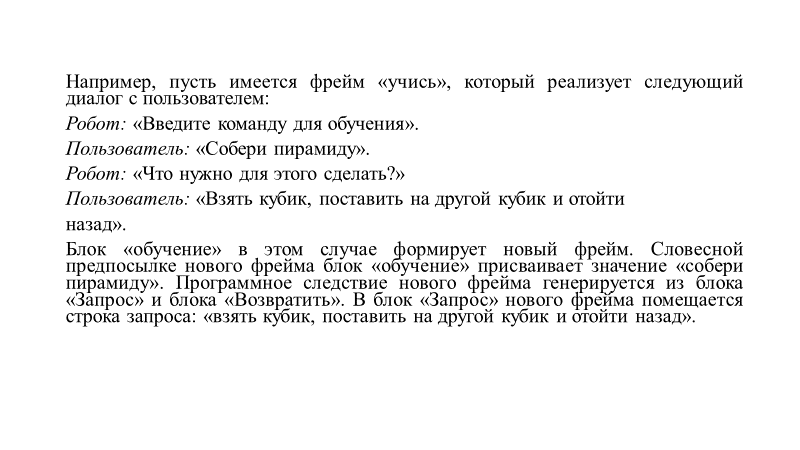 Например, пусть имеется фрейм «учись», который реализует следующий
диалог с пользователем:
Робот: «Введите команду для обучения».
Пользователь: «Собери пирамиду».
Робот: «Что нужно для этого сделать?»
Пользователь: «Взять кубик, поставить на другой кубик и отойти
назад».
Блок «обучение» в этом случае формирует новый фрейм. Словесной
предпосылке нового фрейма блок «обучение» присваивает значение «собери
пирамиду». Программное следствие нового фрейма генерируется из блока
«Запрос» и блока «Возвратить». В блок «Запрос» нового фрейма помещается
строка запроса: «взять кубик, поставить на другой кубик и отойти назад».